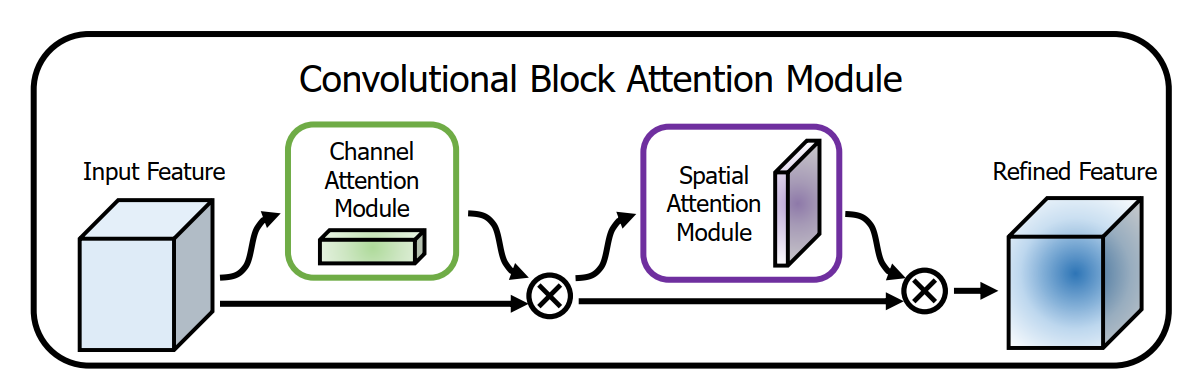 Convolutional Block Attention Module
Input Feature
Channel
Attention
Module
Spatial
Attention
Module
Refined Feature